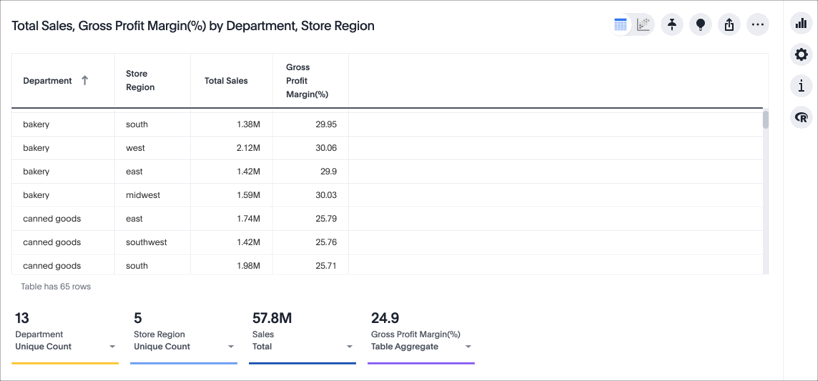 Total Sales, Gross Profit Margin(%) by Department, Store Region
Department Store Region Total Sales Gross Profit Margin(%)
bakery south 1.38M 29.95
bakery west 2.12M 30.06
bakery east 1.42M 29.9
bakery midwest 1.59M 30.03
canned goods east 1.74M 25.79
canned goods southwest 1.42M 25.76
canned goods south 1.98M 25.71
Table has 65 rows
13 5 57.8M 24.9
Department Store Region Sales Gross Profit Margin(%)
Unique Count Unique Count Total Table Aggregate